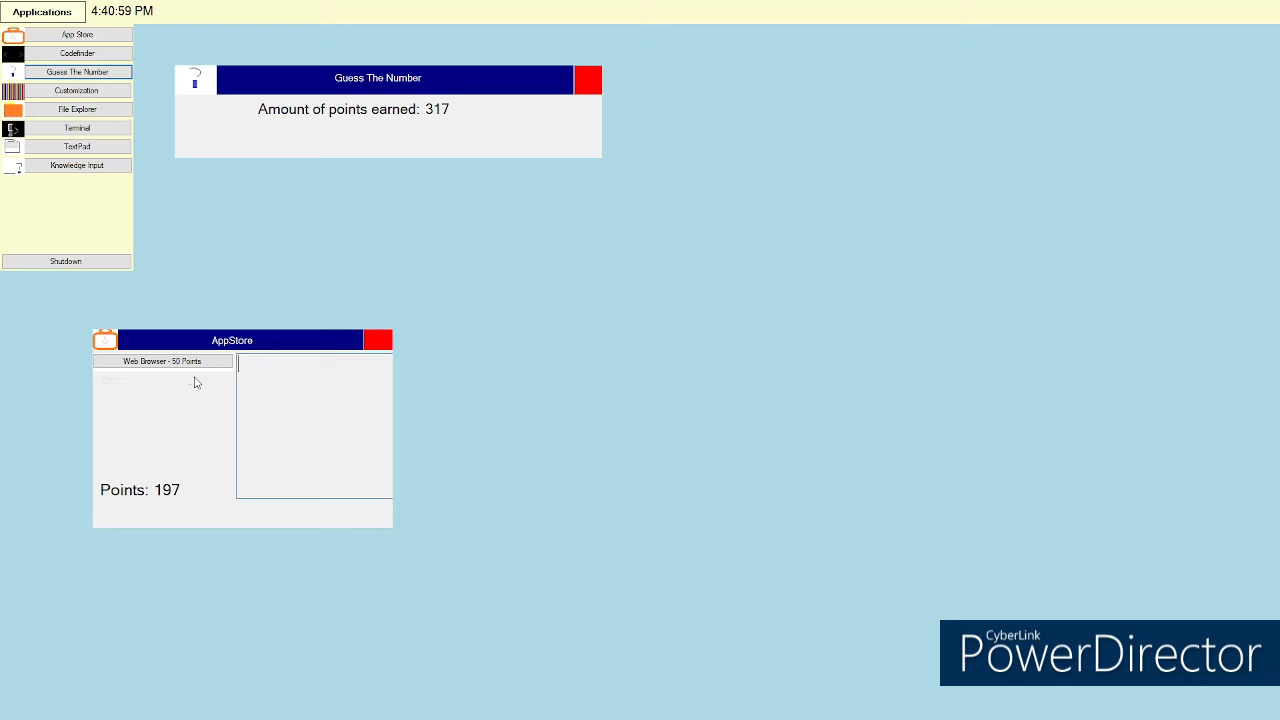 Applications 4:40:59 PM
App Store
Codefinder
Guess The Number
Customization
File Explorer
Terminal
TextPad
Knowledge Input
Shutdown
Guess The Number
Amount of points earned: 317
AppStore
Web Browser - 50 Points
Points: 197
CyberLink
PowerDirector